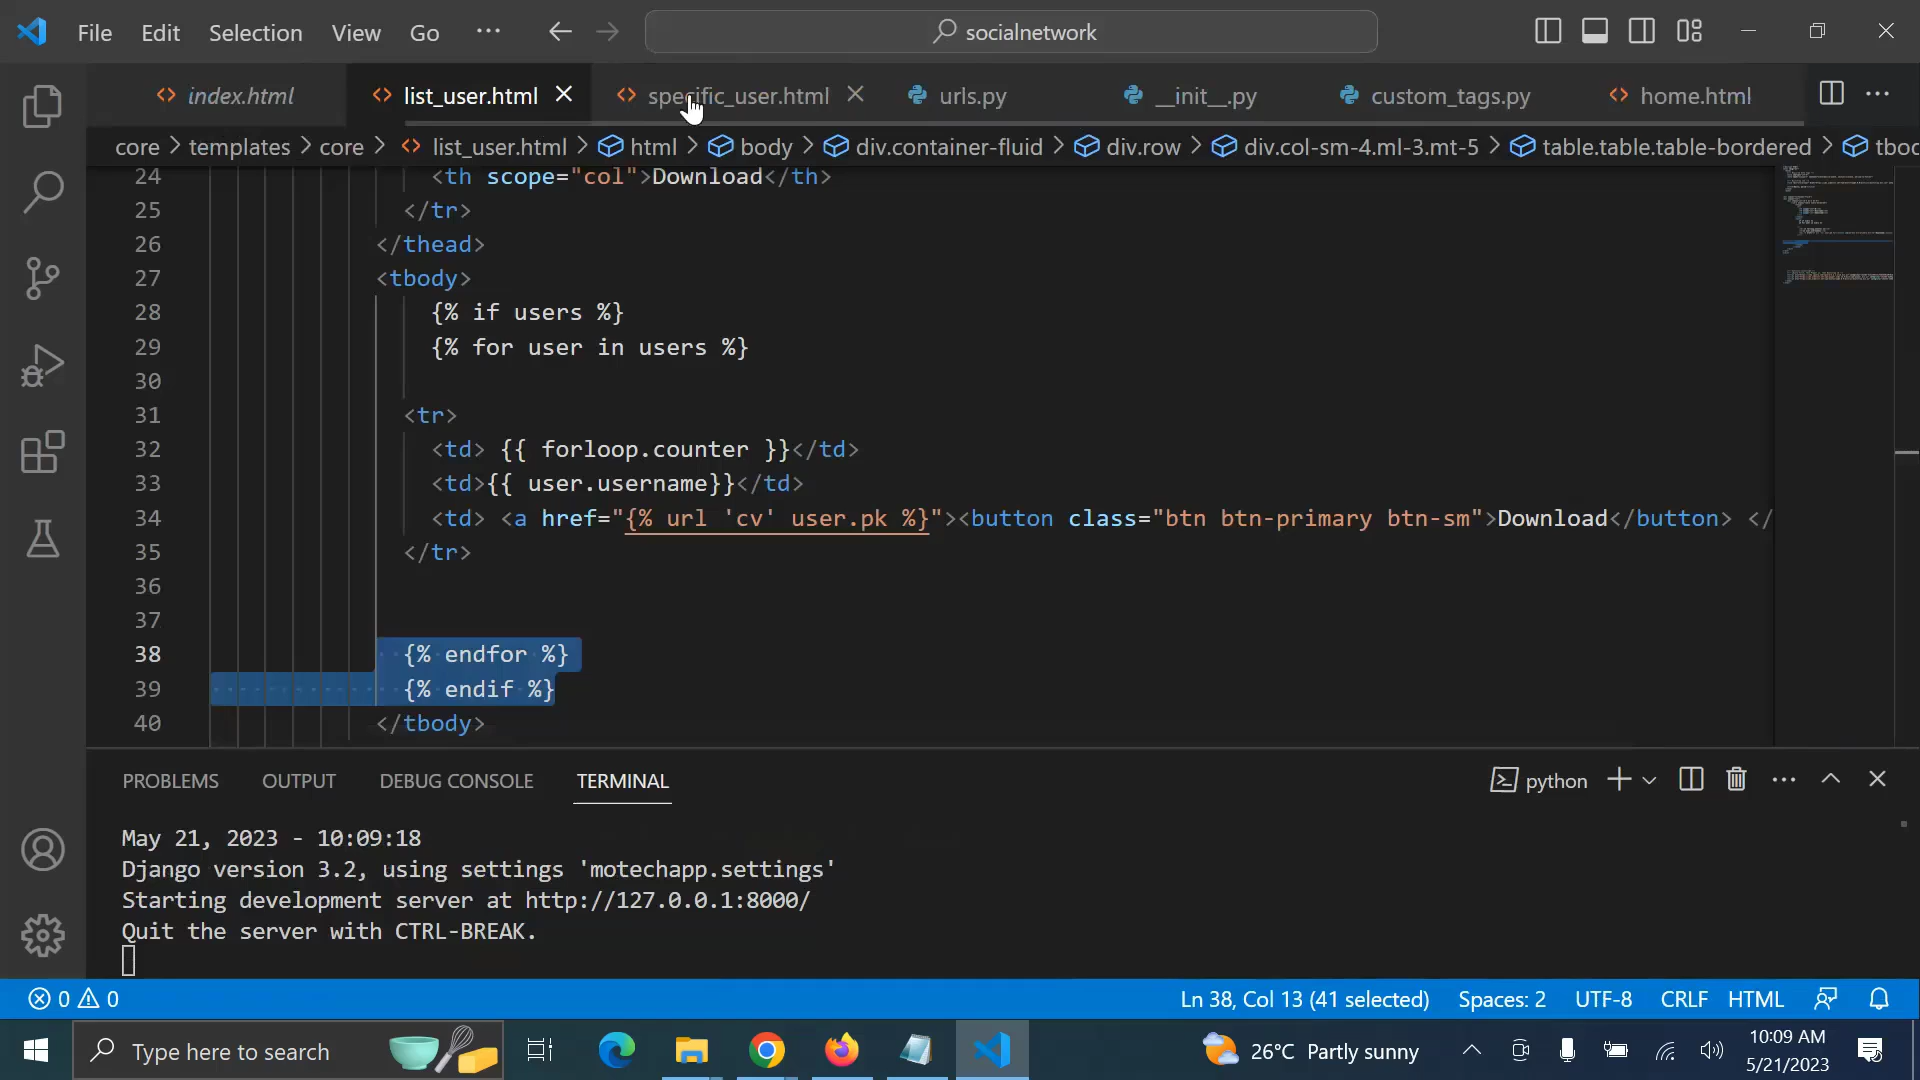 File Edit Selection View Go ··· socialnetwork
index.html list_user.html specific_user.html urls.py __init__.py custom_tags.py home.html ···
core > templates > core > list_user.html > html > body > div.container-fluid > div.row > div.col-sm-4.ml-3.mt-5 > table.table.table-bordered > tbod
24 <th scope="col">Download</th>
25 </tr>
26 </thead>
27 <tbody>
28 {% if users %}
29 {% for user in users %}
30
31 <tr>
32 <td> {{ forloop.counter }}</td>
33 <td>{{ user.username}}</td>
34 <td> <a href="{% url 'cv' user.pk %}"><button class="btn btn-primary btn-sm">Download</button> </
35 </tr>
36
37
38 {% endfor %}
39 {% endif %}
40 </tbody>
PROBLEMS OUTPUT DEBUG CONSOLE TERMINAL python
May 21, 2023 - 10:09:18
Django version 3.2, using settings 'motechapp.settings'
Starting development server at http://127.0.0.1:8000/
Quit the server with CTRL-BREAK.
0 0 Ln 38, Col 13 (41 selected) Spaces: 2 UTF-8 CRLF HTML
Type here to search 26°C Partly sunny 10:09 AM
5/21/2023